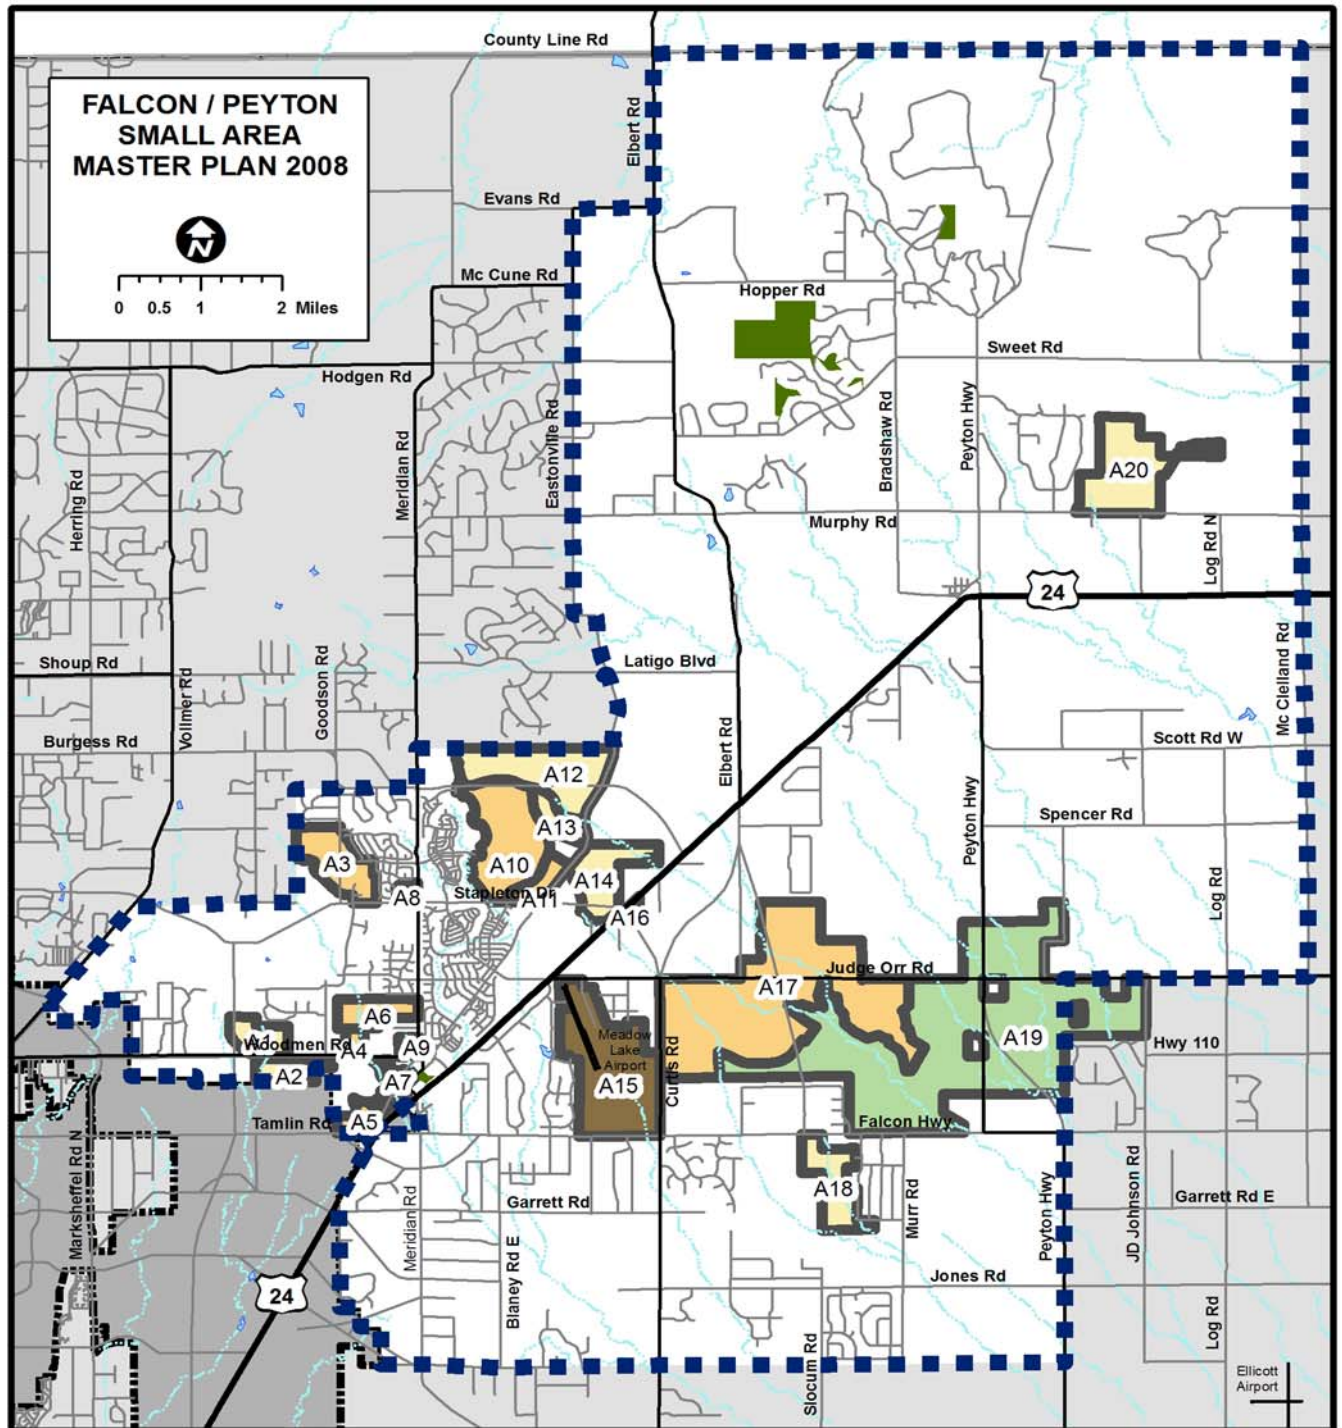 County Line Rd
FALCON / PEYTON
SMALL AREA
MASTER PLAN 2008
N
0 0.5 1 2 Miles
Elbert Rd
Evans Rd
Mc Cune Rd
Hopper Rd
Sweet Rd
Hodgen Rd
Meridian Rd
Eastonville Rd
Bradshaw Rd
Peyton Hwy
A20
Herring Rd
Murphy Rd
Log Rd N
24
Shoup Rd
Vollmer Rd
Goodson Rd
Latigo Blvd
Mc Clelland Rd
Burgess Rd
Elbert Rd
Scott Rd W
A12
Peyton Hwy
Spencer Rd
A13
A3
A10
A14
Log Rd
A8
Stapleton Dr
A11
A16
Judge Orr Rd
A17
A6
Woodmen Rd
A4
A9
Meadow
Lake
Airport
A19
Hwy 110
A2
A7
A15
Curtis Rd
Tamlin Rd
A5
Falcon Hwy
Marksheffel Rd N
A18
Garrett Rd
Murr Rd
Peyton Hwy
JD Johnson Rd
Garrett Rd E
Meridian Rd
Blaney Rd E
Jones Rd
24
Log Rd
Slocum Rd
Ellicott
Airport